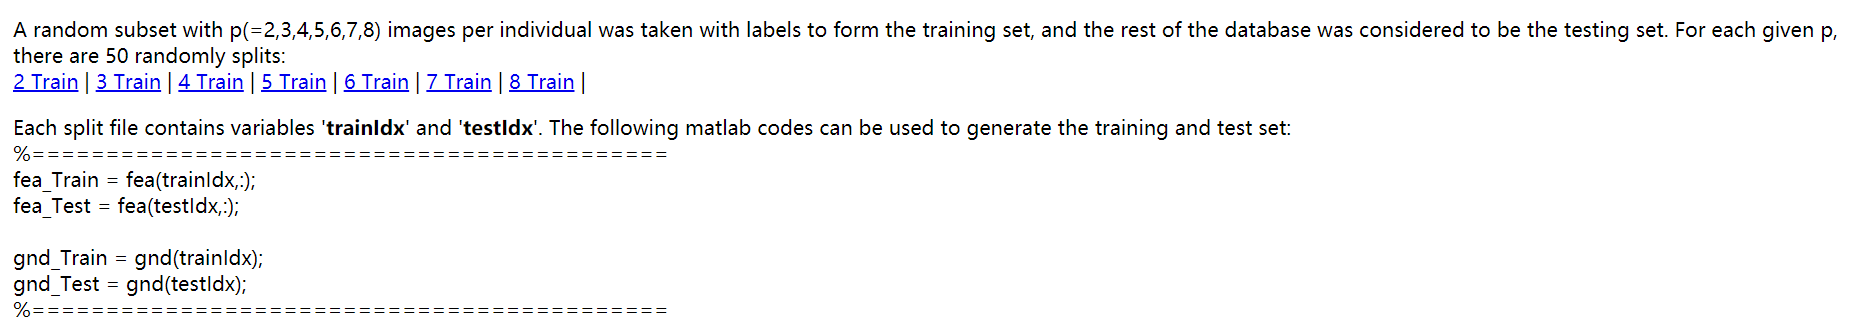 A random subset with p(=2,3,4,5,6,7,8) images per individual was taken with labels to form the training set, and the rest of the database was considered to be the testing set. For each given p,
there are 50 randomly splits:
2 Train | 3 Train | 4 Train | 5 Train | 6 Train | 7 Train | 8 Train |
Each split file contains variables 'trainIdx' and 'testIdx'. The following matlab codes can be used to generate the training and test set:
%===========================================
fea_Train = fea(trainIdx,:);
fea_Test = fea(testIdx,:);
gnd_Train = gnd(trainIdx);
gnd_Test = gnd(testIdx);
%===========================================